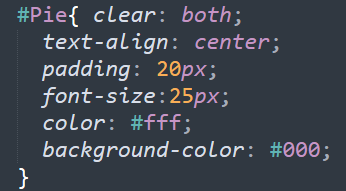 #Pie{ clear: both;
text-align: center;
padding: 20px;
font-size:25px;
color: #fff;
background-color: #000;
}